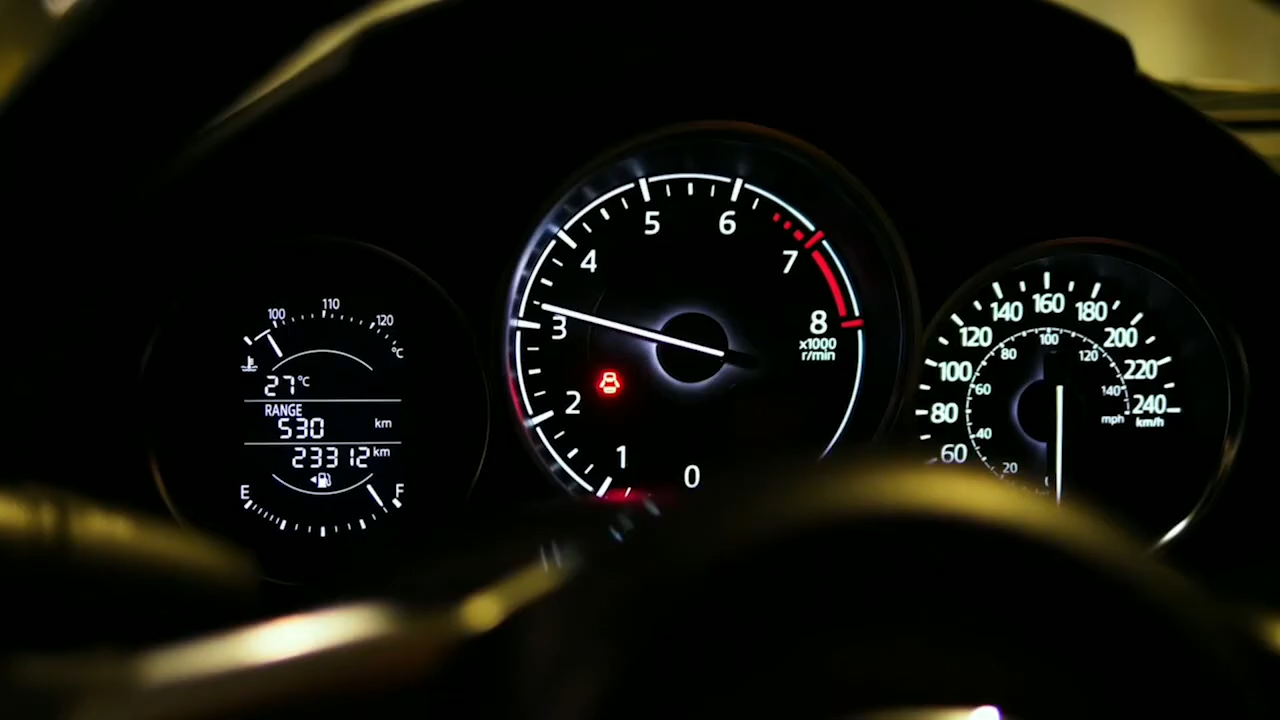 100 110 120
°C
27°C
RANGE
530 km
23312 km
E F
1 2 3 4 5 6 7 8
0
x1000
r/min
60 80 100 120 140 160 180 200 220 240
km/h
20 40 60 80 100 120 140
mph